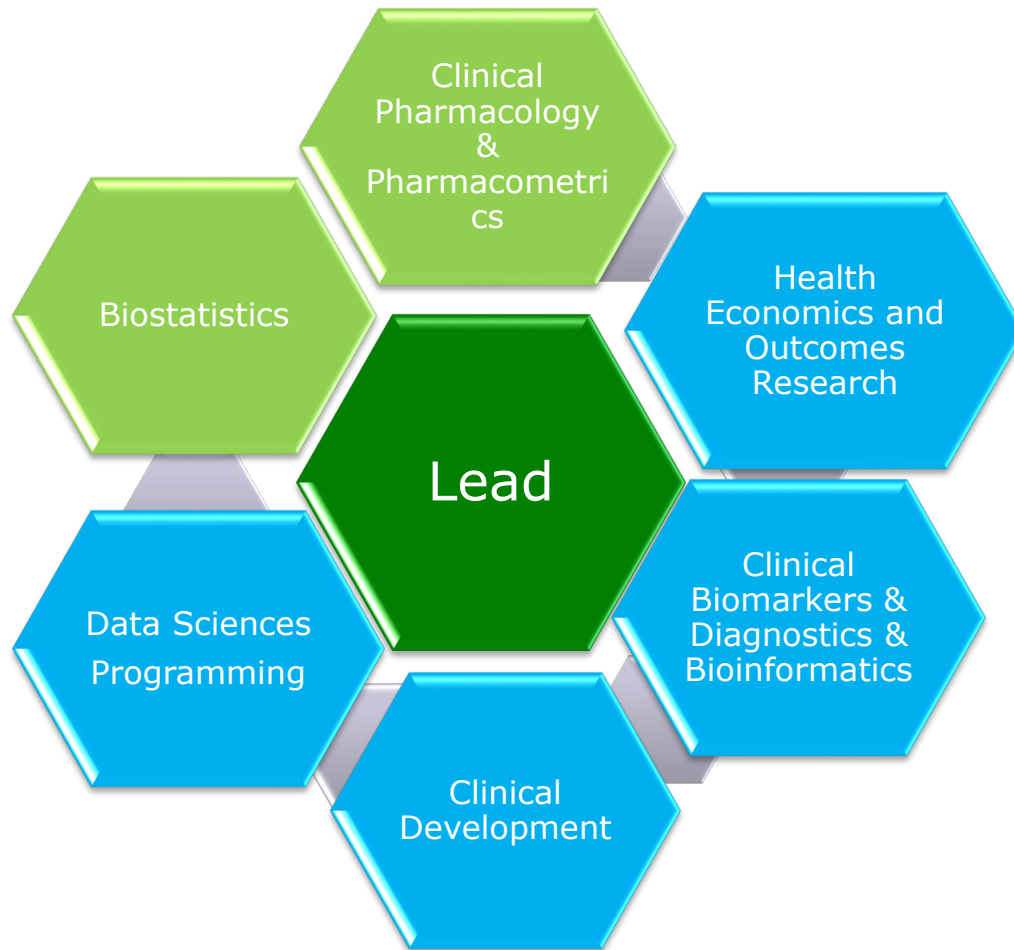 Clinical
Pharmacology
&
Pharmacometri
cs
Biostatistics
Health
Economics and
Outcomes
Research
Lead
Clinical
Biomarkers &
Diagnostics &
Bioinformatics
Data Sciences
Programming
Clinical
Development